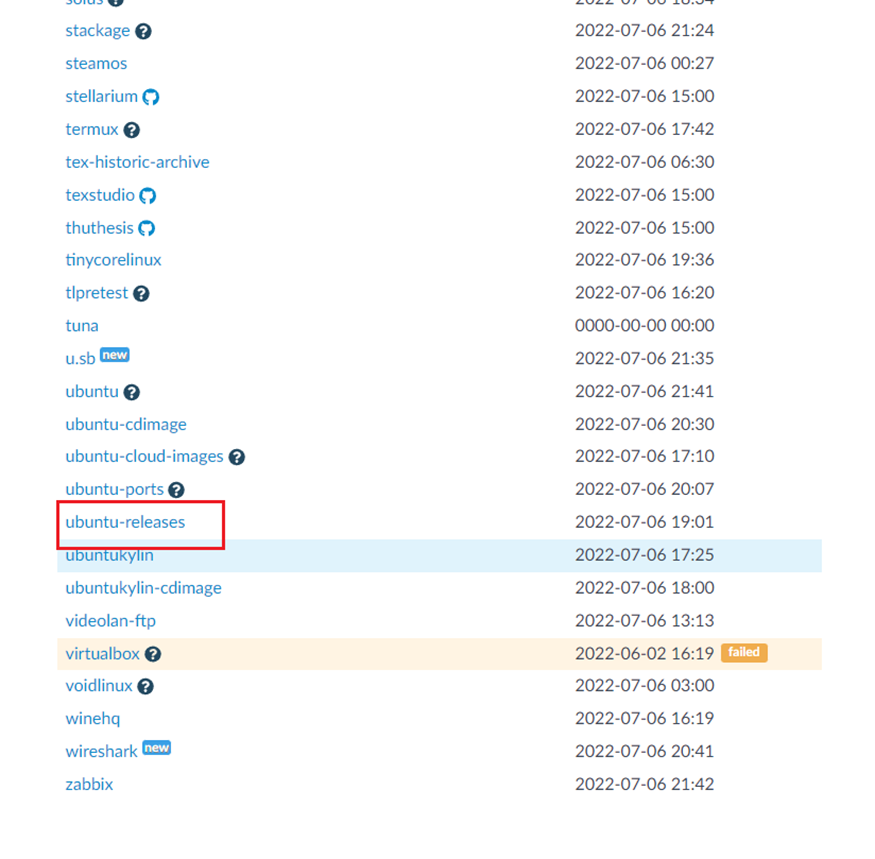 solus ? 2022-07-06 18:34
stackage ? 2022-07-06 21:24
steamos 2022-07-06 00:27
stellarium 2022-07-06 15:00
termux ? 2022-07-06 17:42
tex-historic-archive 2022-07-06 06:30
texstudio 2022-07-06 15:00
thuthesis 2022-07-06 15:00
tinycorelinux 2022-07-06 19:36
tlpretest ? 2022-07-06 16:20
tuna 0000-00-00 00:00
u.sb new 2022-07-06 21:35
ubuntu ? 2022-07-06 21:41
ubuntu-cdimage 2022-07-06 20:30
ubuntu-cloud-images ? 2022-07-06 17:10
ubuntu-ports ? 2022-07-06 20:07
ubuntu-releases 2022-07-06 19:01
ubuntukylin 2022-07-06 17:25
ubuntukylin-cdimage 2022-07-06 18:00
videolan-ftp 2022-07-06 13:13
virtualbox ? 2022-06-02 16:19 failed
voidlinux ? 2022-07-06 03:00
winehq 2022-07-06 16:19
wireshark new 2022-07-06 20:41
zabbix 2022-07-06 21:42